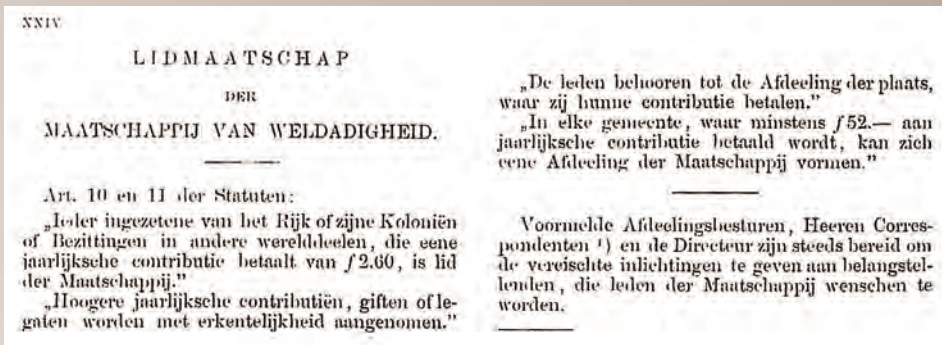 XXIV
LIDMAATSCHAP
DER
MAATSCHAPPIJ VAN WELDADIGHEID.
Art. 10 en 11 der Statuten:
„Ieder ingezetene van het Rijk of zijne Koloniën
of Bezittingen in andere werelddeelen, die eene
jaarlijksche contributie betaalt van ƒ2.60, is lid
der Maatschappij.”
„Hoogere jaarlijksche contributiën, giften of le-
gaten worden met erkentelijkheid aangenomen.”
„De leden behooren tot de Afdeeling der plaats,
waar zij hunne contributie betalen.”
„In elke gemeente, waar minstens ƒ52.— aan
jaarlijksche contributie betaald wordt, kan zich
eene Afdeeling der Maatschappij vormen.”
Voormelde Afdeelingsbesturen, Heeren Corres-
pondenten ¹) en de Directeur zijn steeds bereid om
de vereischte inlichtingen te geven aan belangstel-
lenden, die leden der Maatschappij wenschen te
worden.